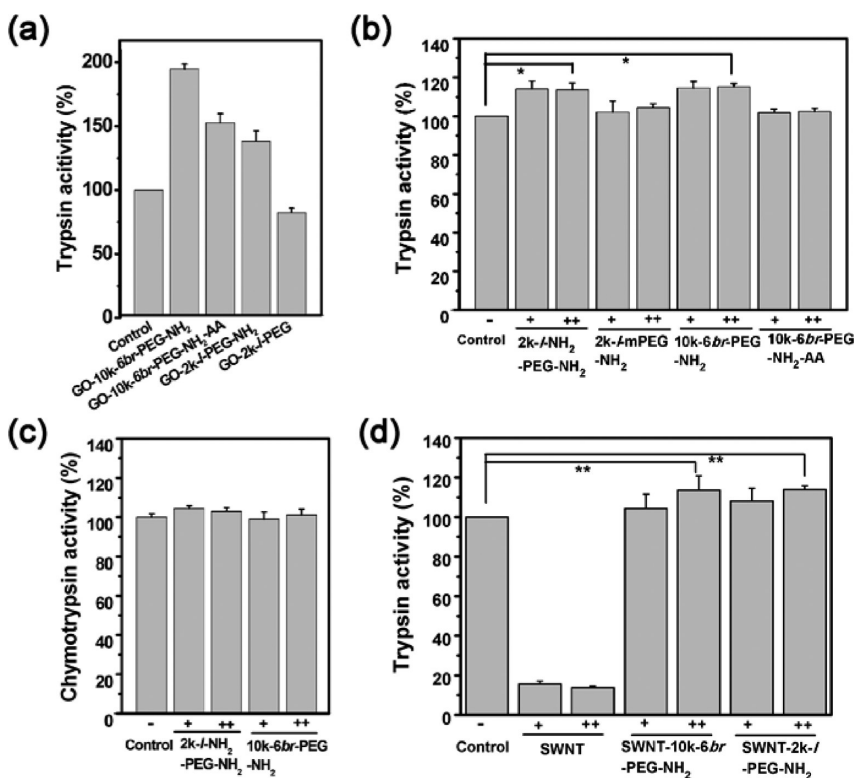 (a)
Trypsin acitivity (%)
200
150
100
50
0
Control
GO-10k-6br-PEG-NH₂
GO-10k-6br-PEG-NH₂-AA
GO-2k-l-PEG-NH₂
GO-2k-l-PEG
(b)
Trypsin activity (%)
140
120
100
80
60
40
20
0
* *
- + ++ + ++ + ++ + ++
Control 2k-l-NH₂ 2k-l-mPEG 10k-6br-PEG 10k-6br-PEG
-PEG-NH₂ -NH₂ -NH₂ -NH₂-AA
(c)
Chymotrypsin activity (%)
140
120
100
80
60
40
20
0
- + ++ + ++
Control 2k-l-NH₂ 10k-6br-PEG
-PEG-NH₂ -NH₂
(d)
Trypsin activity (%)
140
120
100
80
60
40
20
0
** **
- + ++ + ++ + ++
Control SWNT SWNT-10k-6br SWNT-2k-l
-PEG-NH₂ -PEG-NH₂